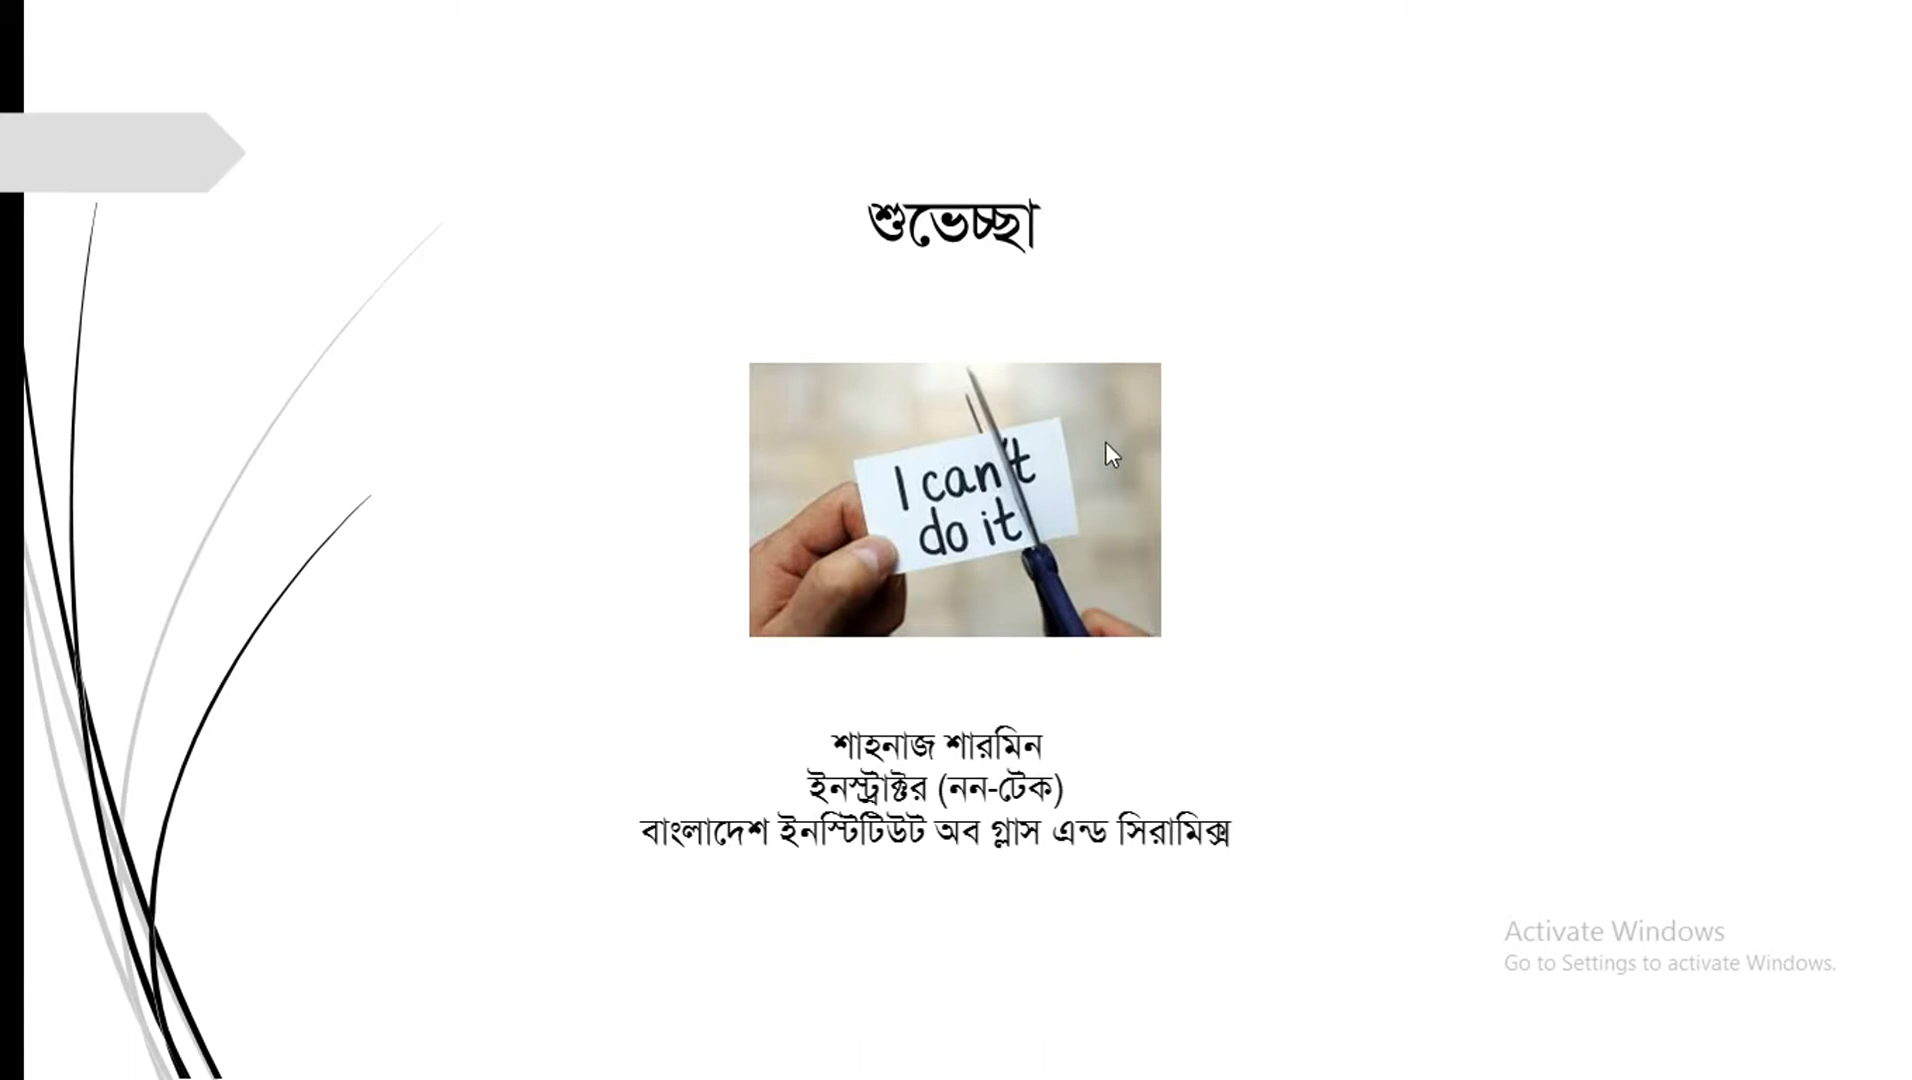 শুভেচ্ছা
I can't
do it
শাহনাজ শারমিন
ইনস্ট্রাক্টর (নন-টেক)
বাংলাদেশ ইনস্টিটিউট অব গ্লাস এন্ড সিরামিক্স
Activate Windows
Go to Settings to activate Windows.